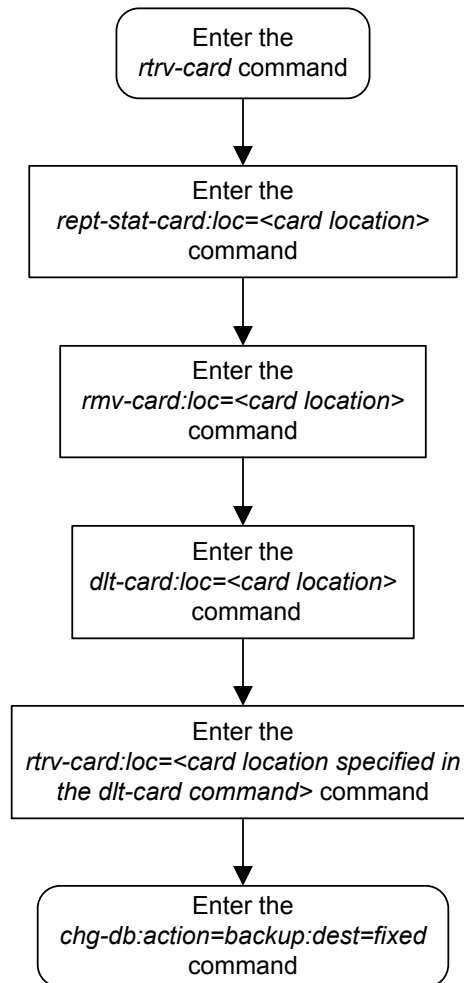 Enter the
rtrv-card command
Enter the
rept-stat-card:loc=<card location>
command
Enter the
rmv-card:loc=<card location>
command
Enter the
dlt-card:loc=<card location>
command
Enter the
rtrv-card:loc=<card location specified in
the dlt-card command> command
Enter the
chg-db:action=backup:dest=fixed
command